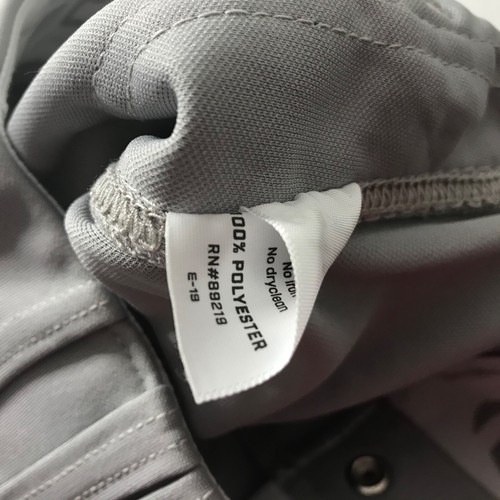 100% POLYESTER
RN#89219
E-19
No iron
No dryclean